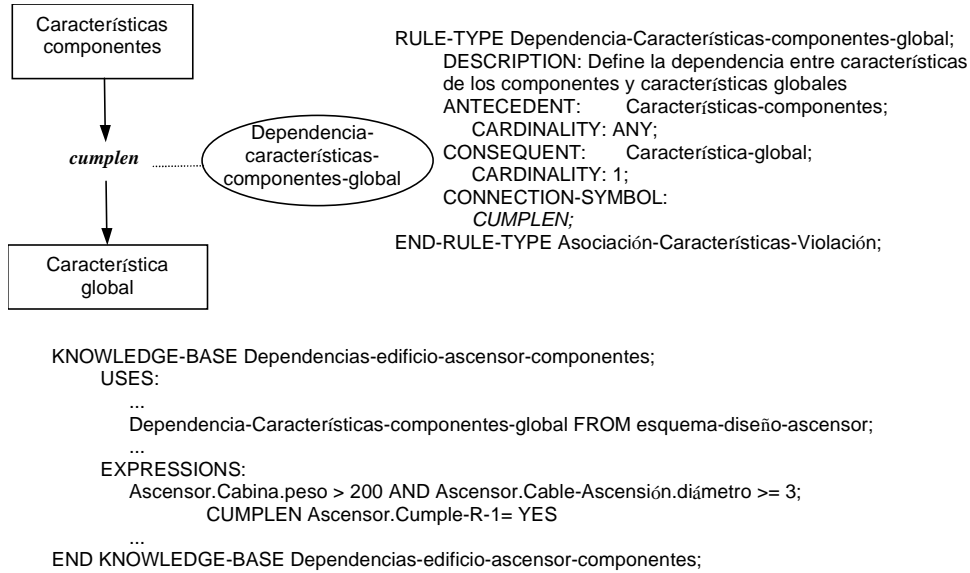 Características
componentes
cumplen
Dependencia-
características-
componentes-global
Característica
global
RULE-TYPE Dependencia-Características-componentes-global;
DESCRIPTION: Define la dependencia entre características
de los componentes y características globales
ANTECEDENT: Características-componentes;
CARDINALITY: ANY;
CONSEQUENT: Característica-global;
CARDINALITY: 1;
CONNECTION-SYMBOL:
CUMPLEN;
END-RULE-TYPE Asociación-Características-Violación;
KNOWLEDGE-BASE Dependencias-edificio-ascensor-componentes;
USES:
...
Dependencia-Características-componentes-global FROM esquema-diseño-ascensor;
...
EXPRESSIONS:
Ascensor.Cabina.peso > 200 AND Ascensor.Cable-Ascensión.diámetro >= 3;
CUMPLEN Ascensor.Cumple-R-1= YES
...
END KNOWLEDGE-BASE Dependencias-edificio-ascensor-componentes;